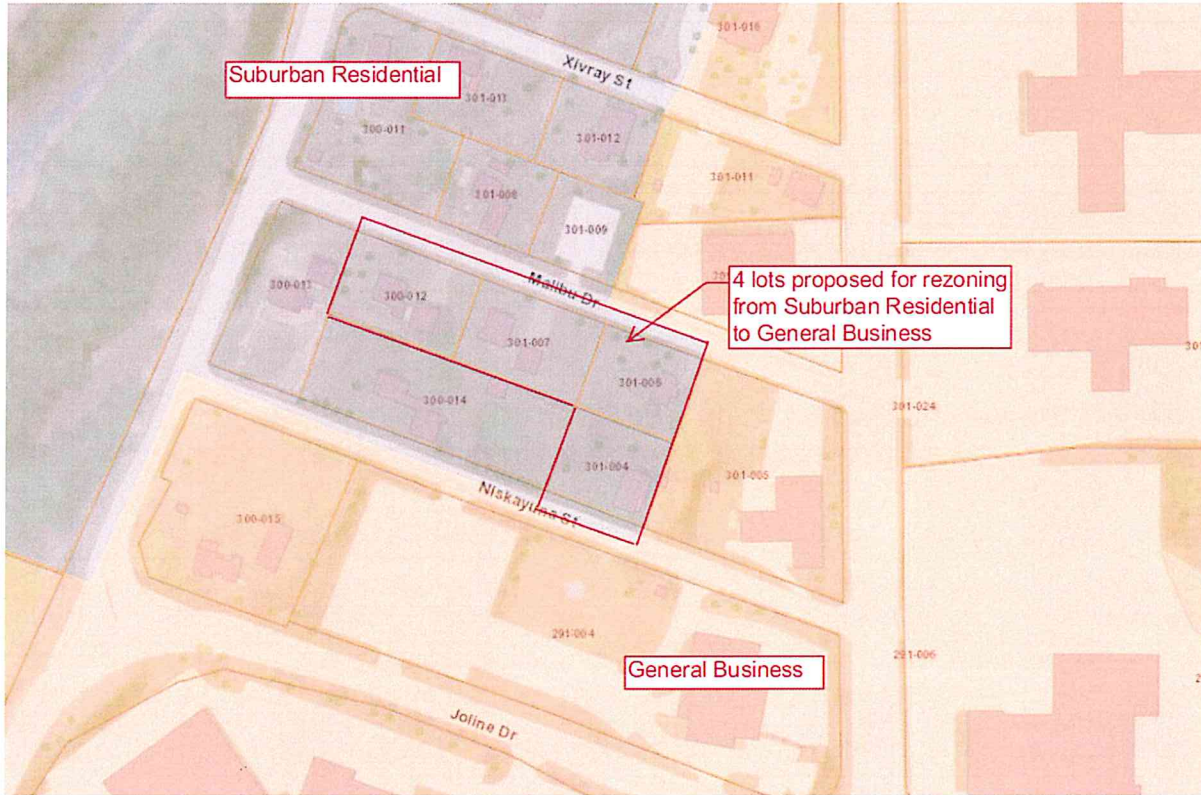 301-016
Xivray St
Suburban Residential
301-013
300-011
301-012
301-011
301-008
301-009
4 lots proposed for rezoning
from Suburban Residential
to General Business
Malibu Dr
300-013
300-012
301-007
301-006
300-014
301-024
301-004
301-005
Niskayuna St
300-015
291-004
291-006
General Business
Joline Dr